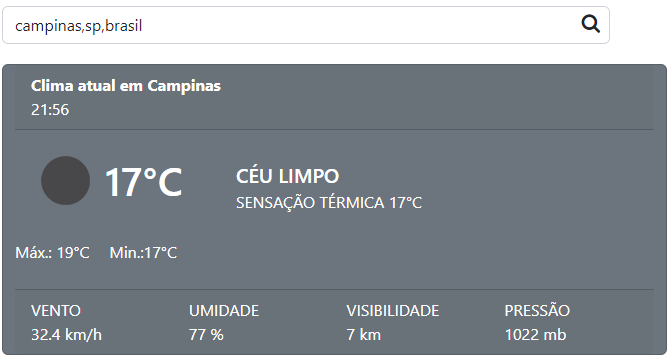 campinas,sp,brasil
Clima atual em Campinas
21:56
17°C
CÉU LIMPO
SENSAÇÃO TÉRMICA 17°C
Máx.: 19°C Min.:17°C
VENTO UMIDADE VISIBILIDADE PRESSÃO
32.4 km/h 77 % 7 km 1022 mb